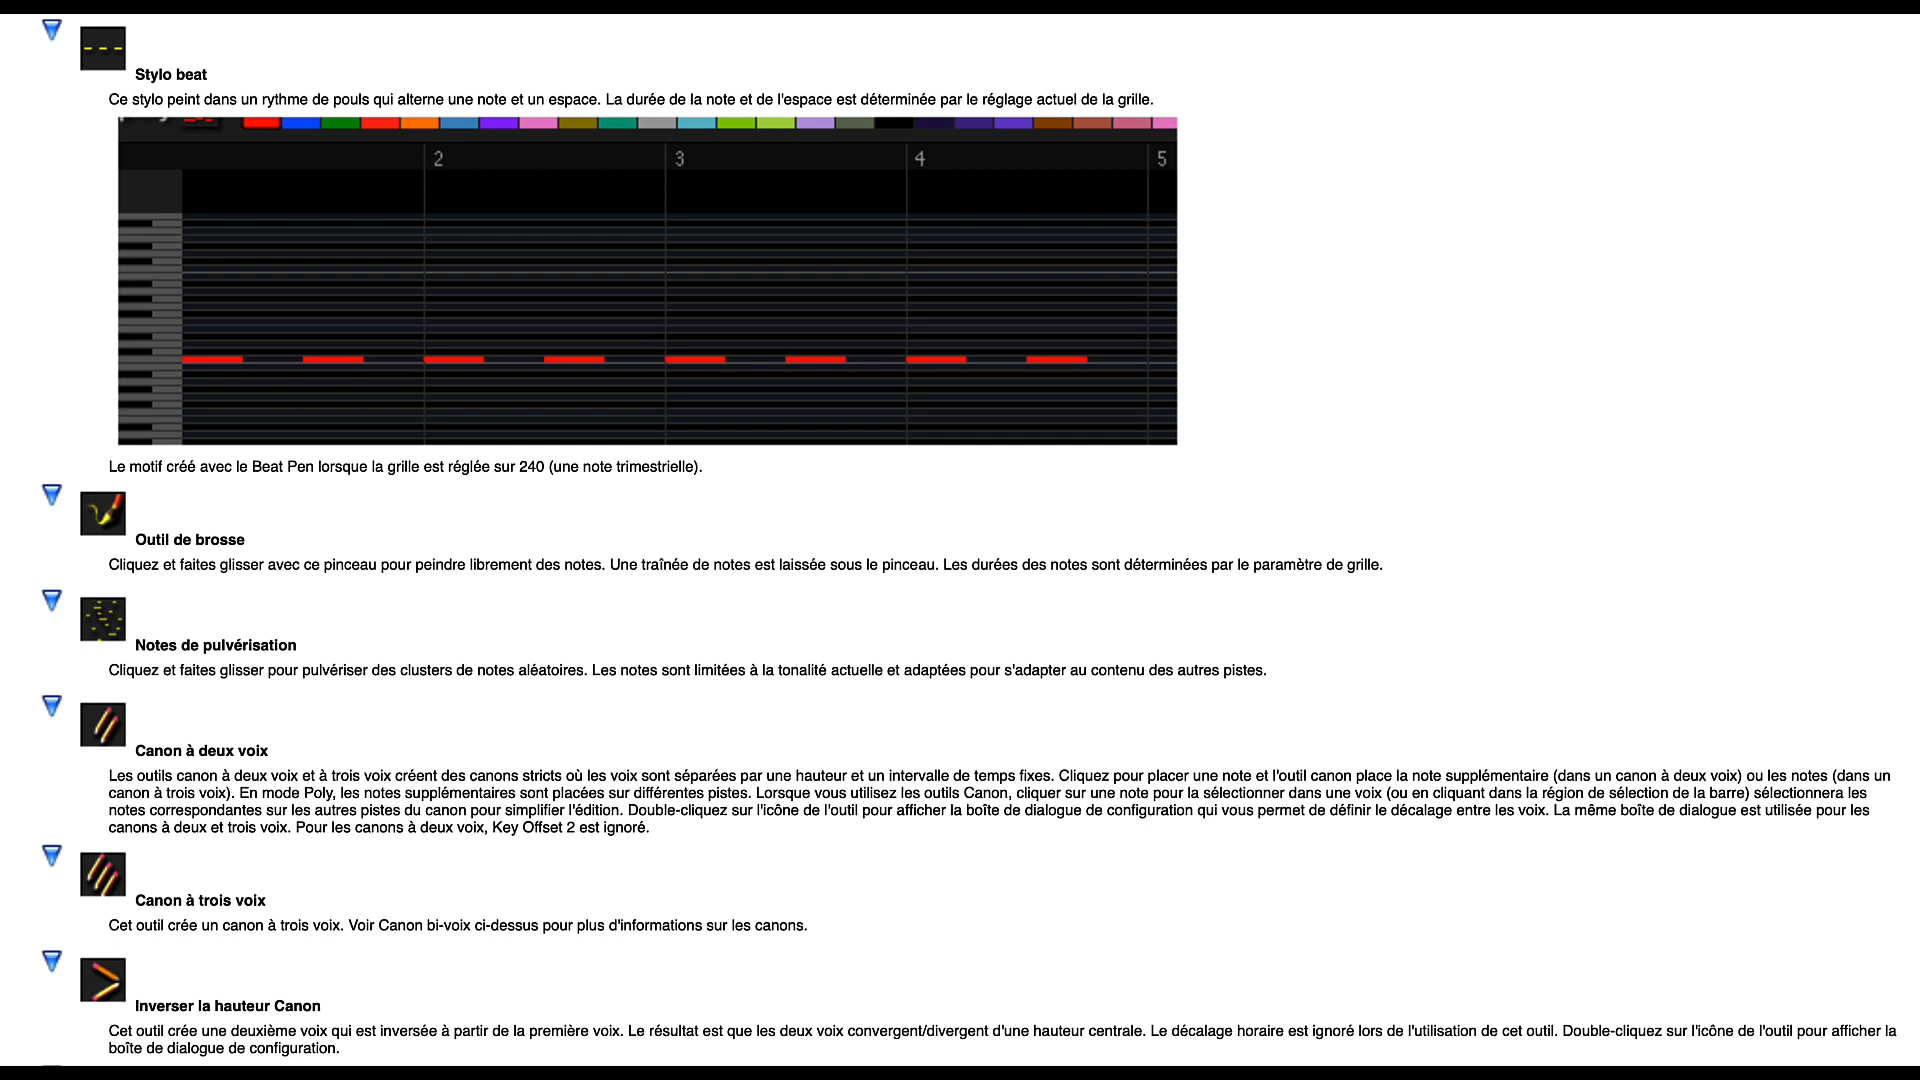 Stylo beat
Ce stylo peint dans un rythme de pouls qui alterne une note et un espace. La durée de la note et de l'espace est déterminée par le réglage actuel de la grille.
2 3 4 5
Le motif créé avec le Beat Pen lorsque la grille est réglée sur 240 (une note trimestrielle).
Outil de brosse
Cliquez et faites glisser avec ce pinceau pour peindre librement des notes. Une traînée de notes est laissée sous le pinceau. Les durées des notes sont déterminées par le paramètre de grille.
Notes de pulvérisation
Cliquez et faites glisser pour pulvériser des clusters de notes aléatoires. Les notes sont limitées à la tonalité actuelle et adaptées pour s'adapter au contenu des autres pistes.
Canon à deux voix
Les outils canon à deux voix et à trois voix créent des canons stricts où les voix sont séparées par une hauteur et un intervalle de temps fixes. Cliquez pour placer une note et l'outil canon place la note supplémentaire (dans un canon à deux voix) ou les notes (dans un
canon à trois voix). En mode Poly, les notes supplémentaires sont placées sur différentes pistes. Lorsque vous utilisez les outils Canon, cliquer sur une note pour la sélectionner dans une voix (ou en cliquant dans la région de sélection de la barre) sélectionnera les
notes correspondantes sur les autres pistes du canon pour simplifier l'édition. Double-cliquez sur l'icône de l'outil pour afficher la boîte de dialogue de configuration qui vous permet de définir le décalage entre les voix. La même boîte de dialogue est utilisée pour les
canons à deux et trois voix. Pour les canons à deux voix, Key Offset 2 est ignoré.
Canon à trois voix
Cet outil crée un canon à trois voix. Voir Canon bi-voix ci-dessus pour plus d'informations sur les canons.
Inverser la hauteur Canon
Cet outil crée une deuxième voix qui est inversée à partir de la première voix. Le résultat est que les deux voix convergent/divergent d'une hauteur centrale. Le décalage horaire est ignoré lors de l'utilisation de cet outil. Double-cliquez sur l'icône de l'outil pour afficher la
boîte de dialogue de configuration.